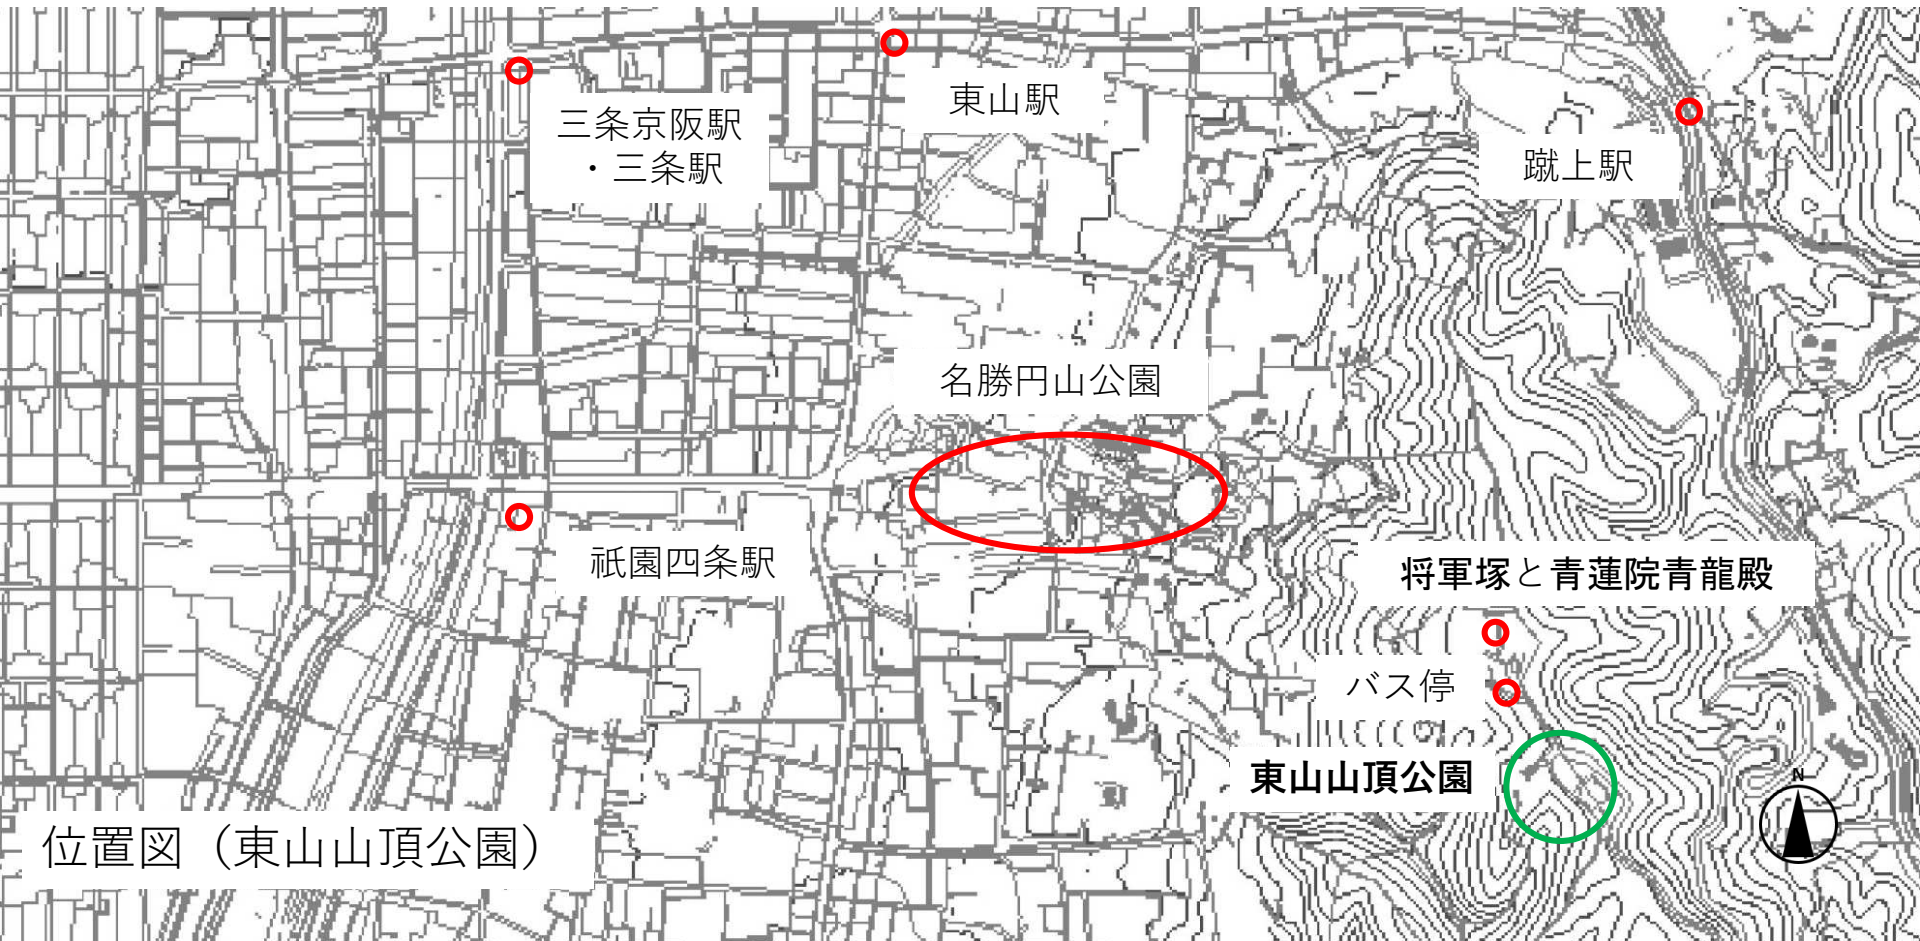 東山駅
三条京阪駅
・三条駅
蹴上駅
名勝円山公園
祇園四条駅
将軍塚と青蓮院青龍殿
バス停
東山山頂公園
N
位置図（東山山頂公園）